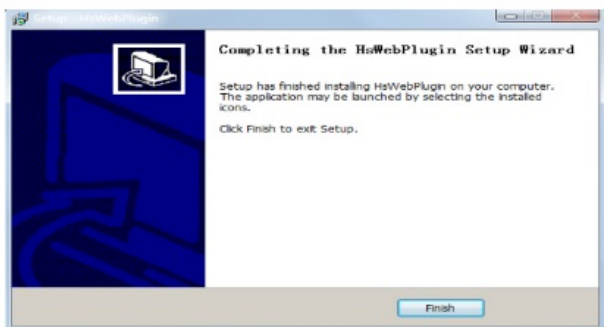 Setup - HsWebPlugin
Completing the HsWebPlugin Setup Wizard
Setup has finished installing HsWebPlugin on your computer.
The application may be launched by selecting the installed
icons.
Click Finish to exit Setup.
Finish